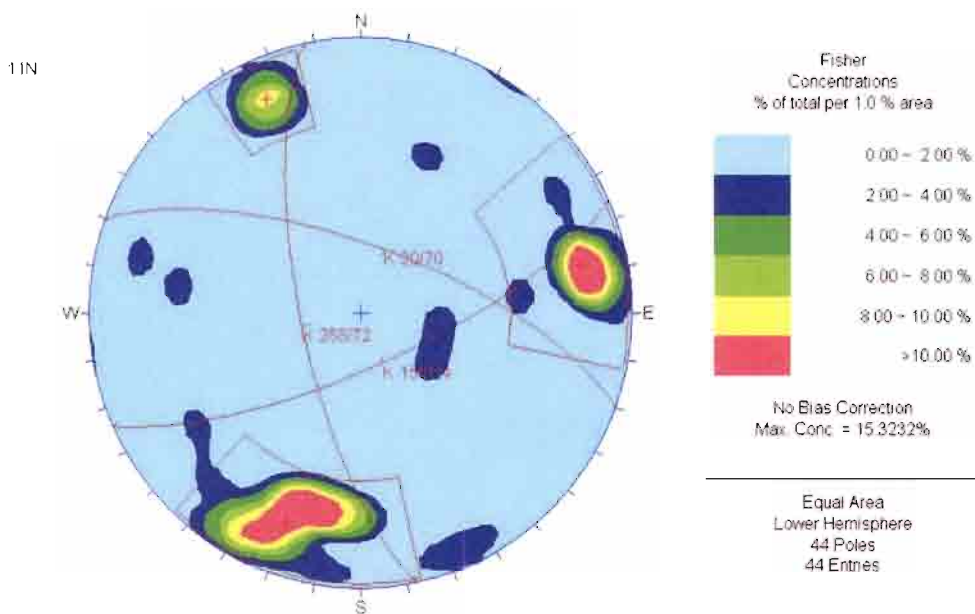 11N
N
W
E
S
K 90/70
Fisher
Concentrations
% of total per 1.0 % area
0.00 ~ 2.00 %
2.00 ~ 4.00 %
4.00 ~ 6.00 %
6.00 ~ 8.00 %
8.00 ~ 10.00 %
>10.00 %
No Bias Correction
Max. Conc. = 15.3232%
Equal Area
Lower Hemisphere
44 Poles
44 Entries